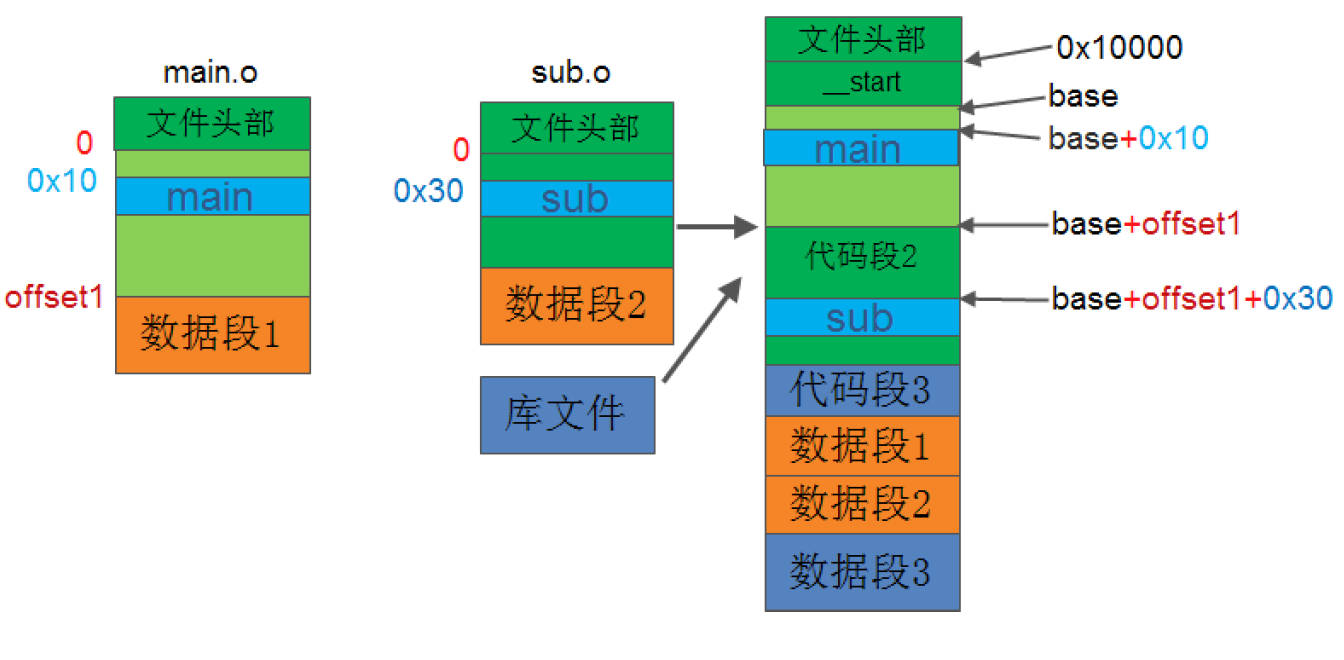 main.o
文件头部
0
0x10
main
offset1
数据段1
sub.o
文件头部
0
0x30
sub
数据段2
库文件
文件头部
__start
main
代码段2
sub
代码段3
数据段1
数据段2
数据段3
0x10000
base
base+0x10
base+offset1
base+offset1+0x30